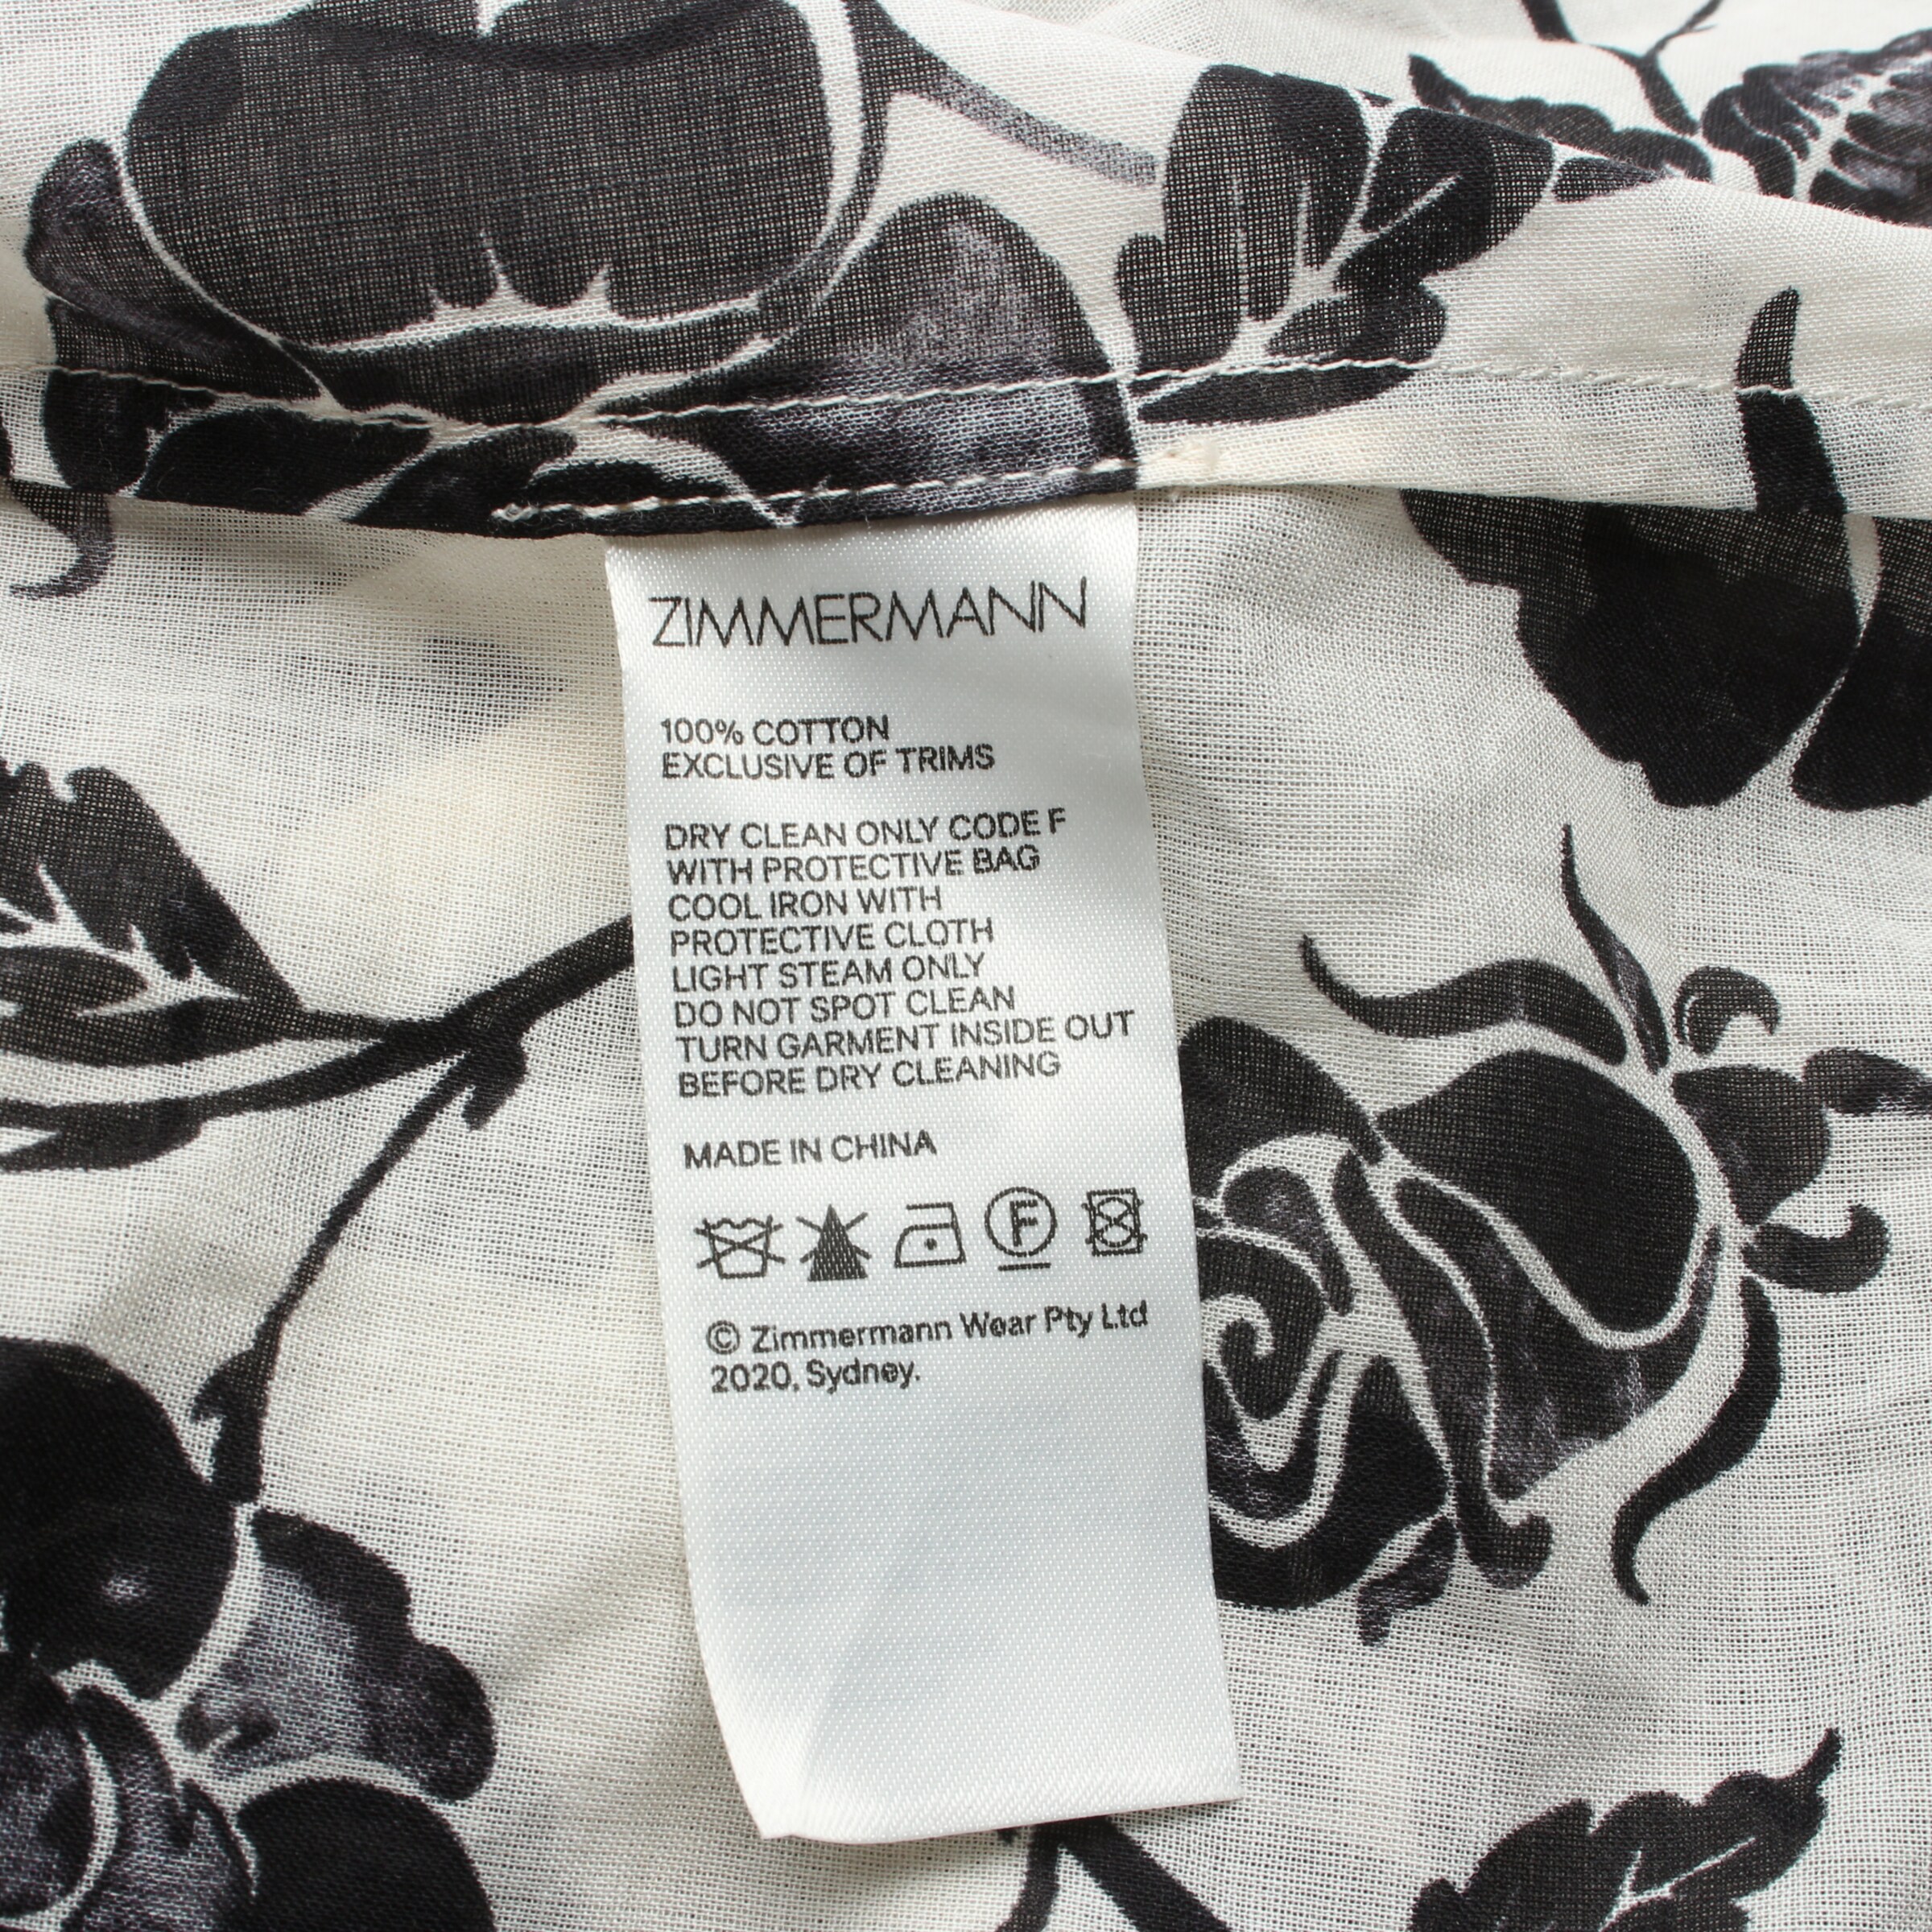 ZIMMERMANN
100% COTTON
EXCLUSIVE OF TRIMS
DRY CLEAN ONLY CODE F
WITH PROTECTIVE BAG
COOL IRON WITH
PROTECTIVE CLOTH
LIGHT STEAM ONLY
DO NOT SPOT CLEAN
TURN GARMENT INSIDE OUT
BEFORE DRY CLEANING
MADE IN CHINA
F
© Zimmermann Wear Pty Ltd
2020, Sydney.